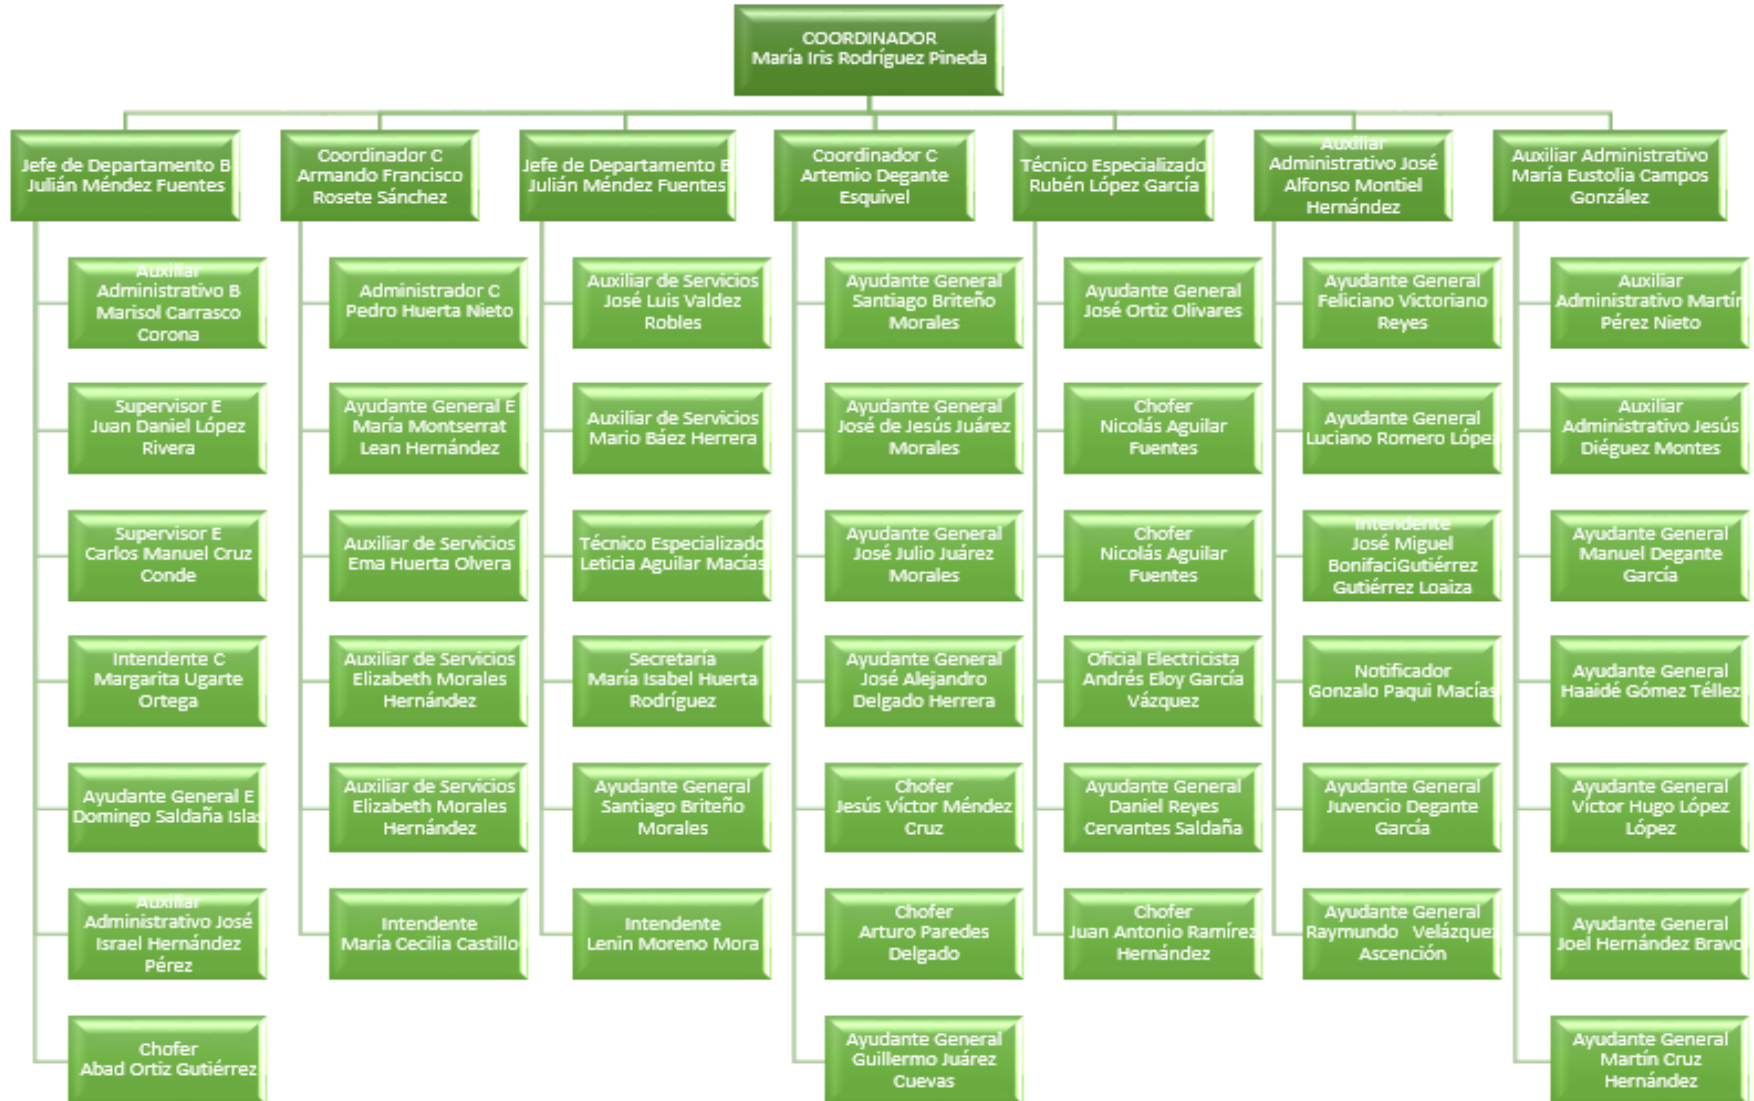 COORDINADOR
María Iris Rodríguez Pineda
Jefe de Departamento B
Julián Méndez Fuentes
Coordinador C
Armando Francisco
Rosete Sánchez
Jefe de Departamento B
Julián Méndez Fuentes
Coordinador C
Artemio Degante
Esquivel
Técnico Especializado
Rubén López García
Auxiliar
Administrativo José
Alfonso Montiel
Hernández
Auxiliar Administrativo
María Eustolia Campos
González
Auxiliar
Administrativo B
Marisol Carrasco
Corona
Supervisor E
Juan Daniel López
Rivera
Supervisor E
Carlos Manuel Cruz
Conde
Intendente C
Margarita Ugarte
Ortega
Ayudante General E
Domingo Saldaña Islas
Auxiliar
Administrativo José
Israel Hernández
Pérez
Chofer
Abad Ortiz Gutiérrez
Administrador C
Pedro Huerta Nieto
Ayudante General E
María Montserrat
Lean Hernández
Auxiliar de Servicios
Ema Huerta Olvera
Auxiliar de Servicios
Elizabeth Morales
Hernández
Auxiliar de Servicios
Elizabeth Morales
Hernández
Intendente
María Cecilia Castillo
Auxiliar de Servicios
José Luis Valdez
Robles
Auxiliar de Servicios
Mario Báez Herrera
Técnico Especializado
Leticia Aguilar Macías
Secretaría
María Isabel Huerta
Rodríguez
Ayudante General
Santiago Briteño
Morales
Intendente
Lenin Moreno Mora
Ayudante General
Santiago Briteño
Morales
Ayudante General
José de Jesús Juárez
Morales
Ayudante General
José Julio Juárez
Morales
Ayudante General
José Alejandro
Delgado Herrera
Chofer
Jesús Víctor Méndez
Cruz
Chofer
Arturo Paredes
Delgado
Ayudante General
Guillermo Juárez
Cuevas
Ayudante General
José Ortiz Olivares
Chofer
Nicolás Aguilar
Fuentes
Chofer
Nicolás Aguilar
Fuentes
Oficial Electricista
Andrés Eloy García
Vázquez
Ayudante General
Daniel Reyes
Cervantes Saldaña
Chofer
Juan Antonio Ramírez
Hernández
Ayudante General
Feliciano Victoriano
Reyes
Ayudante General
Luciano Romero López
Intendente
José Miguel
BonifaciGutiérrez
Gutiérrez Loaiza
Notificador
Gonzalo Paqui Macías
Ayudante General
Juvencio Degante
García
Ayudante General
Raymundo Velázquez
Ascención
Auxiliar
Administrativo Martín
Pérez Nieto
Auxiliar
Administrativo Jesús
Diéguez Montes
Ayudante General
Manuel Degante
García
Ayudante General
Haaidé Gómez Téllez
Ayudante General
Víctor Hugo López
López
Ayudante General
Joel Hernández Bravo
Ayudante General
Martín Cruz
Hernández